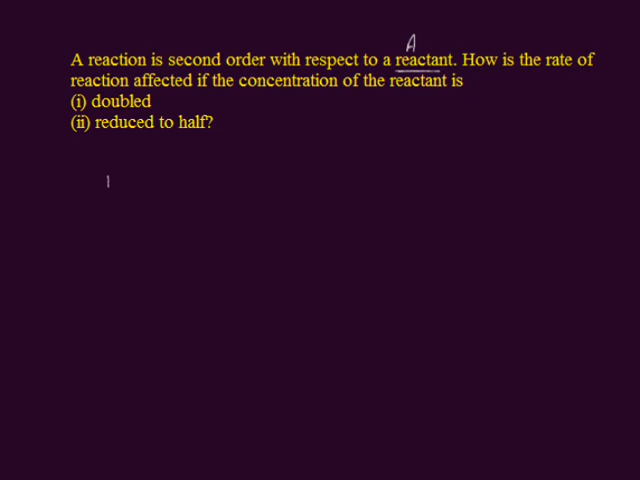 A
A reaction is second order with respect to a reactant. How is the rate of
reaction affected if the concentration of the reactant is
(i) doubled
(ii) reduced to half?